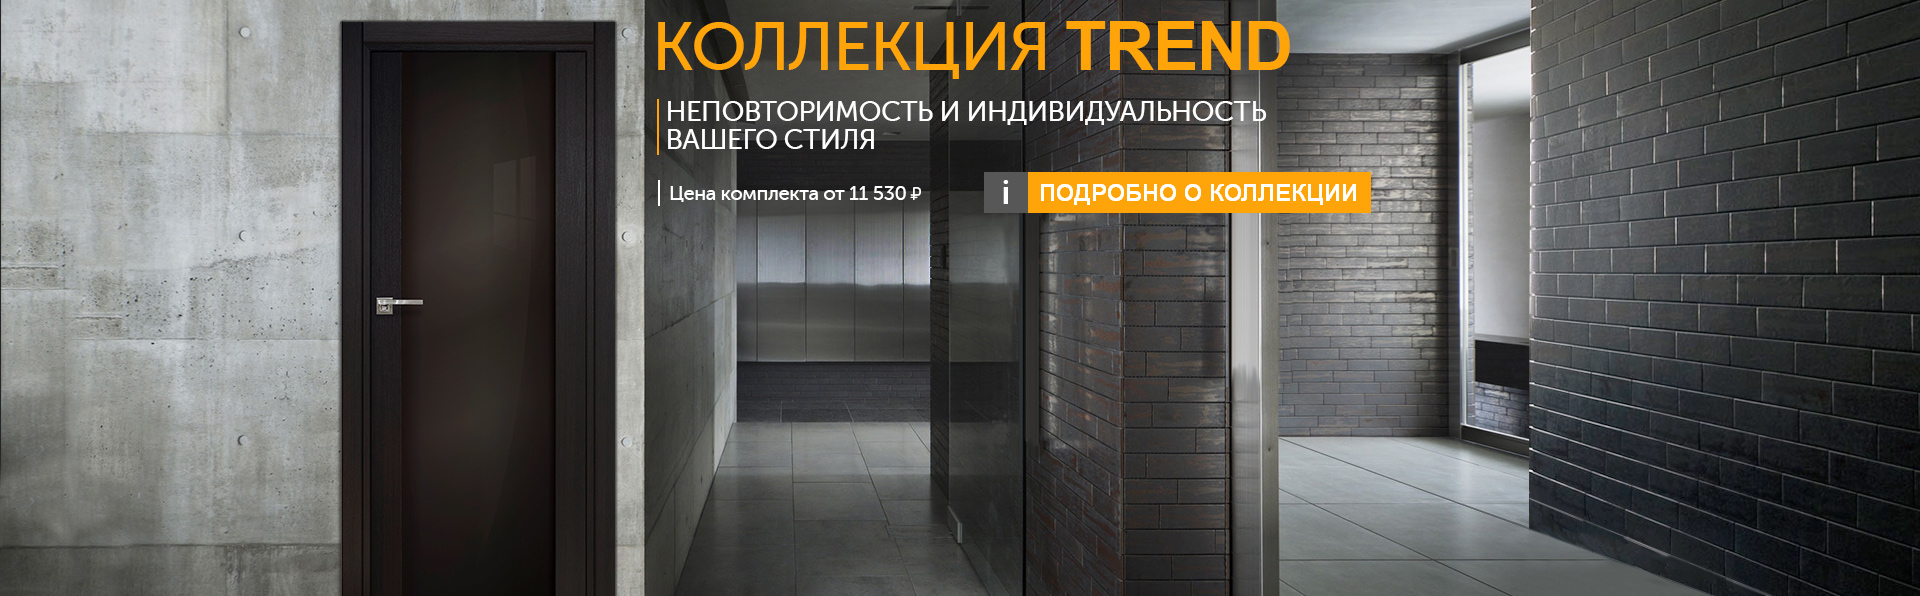 КОЛЛЕКЦИЯ TREND
НЕПОВТОРИМОСТЬ И ИНДИВИДУАЛЬНОСТЬ
ВАШЕГО СТИЛЯ
Цена комплекта от 11 530 ₽
i ПОДРОБНО О КОЛЛЕКЦИИ